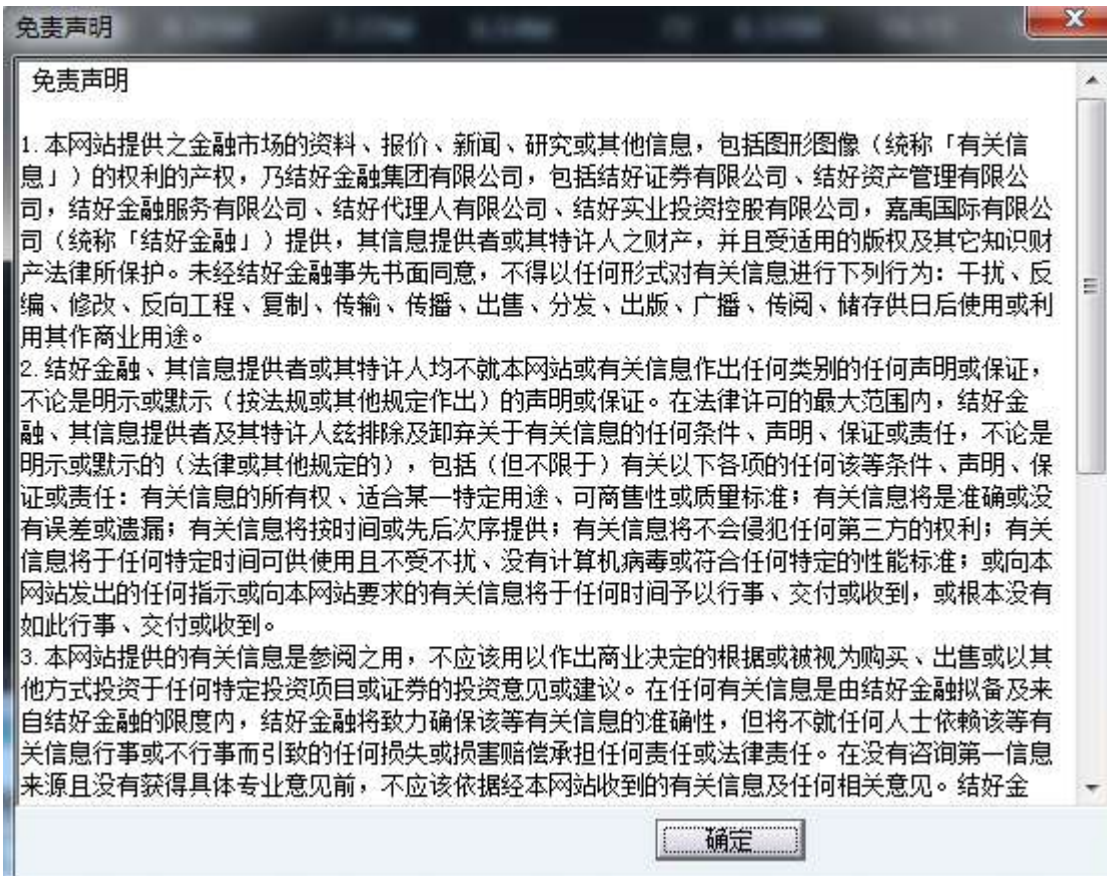 免责声明
免责声明
1.本网站提供之金融市场的资料、报价、新闻、研究或其他信息，包括图形图像（统称「有关信
息」）的权利的产权，乃结好金融集团有限公司，包括结好证券有限公司、结好资产管理有限公
司，结好金融服务有限公司、结好代理人有限公司、结好实业投资控股有限公司，嘉禹国际有限公
司（统称「结好金融」）提供，其信息提供者或其特许人之财产，并且受适用的版权及其它知识财
产法律所保护。未经结好金融事先书面同意，不得以任何形式对有关信息进行下列行为：干扰、反
编、修改、反向工程、复制、传输、传播、出售、分发、出版、广播、传阅、储存供日后使用或利
用其作商业用途。
2.结好金融、其信息提供者或其特许人均不就本网站或有关信息作出任何类别的任何声明或保证，
不论是明示或默示（按法规或其他规定作出）的声明或保证。在法律许可的最大范围内，结好金
融、其信息提供者及其特许人兹排除及卸弃关于有关信息的任何条件、声明、保证或责任，不论是
明示或默示的（法律或其他规定的），包括（但不限于）有关以下各项的任何该等条件、声明、保
证或责任：有关信息的所有权、适合某一特定用途、可商售性或质量标准；有关信息将是准确或没
有误差或遗漏；有关信息将按时间或先后次序提供；有关信息将不会侵犯任何第三方的权利；有关
信息将于任何特定时间可供使用且不受不扰、没有计算机病毒或符合任何特定的性能标准；或向本
网站发出的任何指示或向本网站要求的有关信息将于任何时间予以行事、交付或收到，或根本没有
如此行事、交付或收到。
3.本网站提供的有关信息是参阅之用，不应该用以作出商业决定的根据或被视为购买、出售或以其
他方式投资于任何特定投资项目或证券的投资意见或建议。在任何有关信息是由结好金融拟备及来
自结好金融的限度内，结好金融将致力确保该等有关信息的准确性，但将不就任何人士依赖该等有
关信息行事或不行事而引致的任何损失或损害赔偿承担任何责任或法律责任。在没有咨询第一信息
来源且没有获得具体专业意见前，不应该依据经本网站收到的有关信息及任何相关意见。结好金
确定